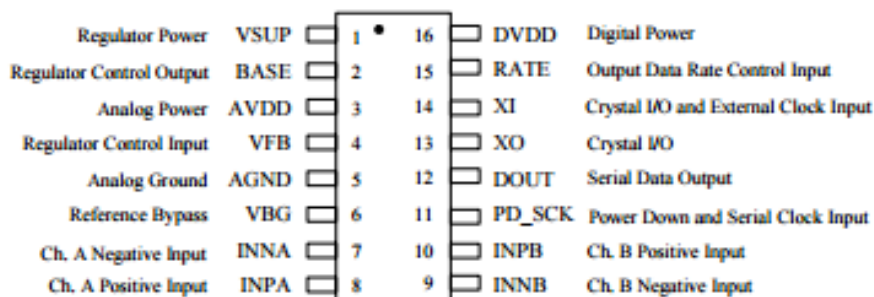 Regulator Power VSUP 1 16 DVDD Digital Power
Regulator Control Output BASE 2 15 RATE Output Data Rate Control Input
Analog Power AVDD 3 14 XI Crystal I/O and External Clock Input
Regulator Control Input VFB 4 13 XO Crystal I/O
Analog Ground AGND 5 12 DOUT Serial Data Output
Reference Bypass VBG 6 11 PD_SCK Power Down and Serial Clock Input
Ch. A Negative Input INNA 7 10 INPB Ch. B Positive Input
Ch. A Positive Input INPA 8 9 INNB Ch. B Negative Input